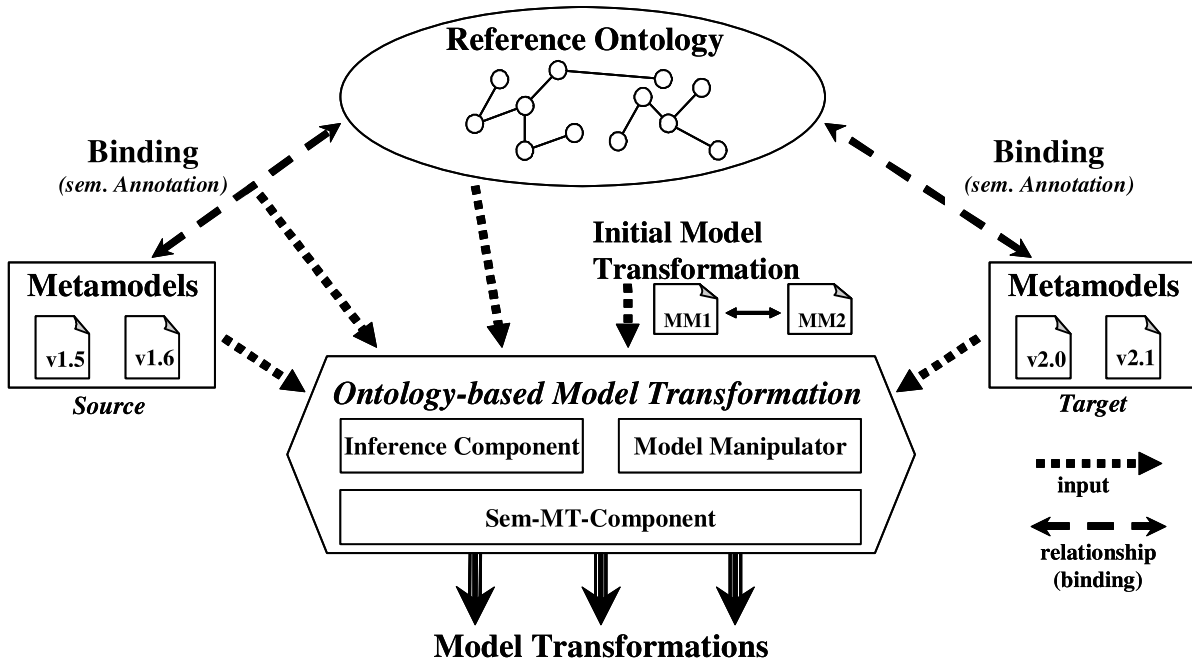 Reference Ontology
Binding
(sem. Annotation)
Binding
(sem. Annotation)
Initial Model
Transformation
MM1
MM2
Metamodels
v1.5
v1.6
Source
Metamodels
v2.0
v2.1
Target
Ontology-based Model Transformation
Inference Component
Model Manipulator
Sem-MT-Component
input
relationship
(binding)
Model Transformations